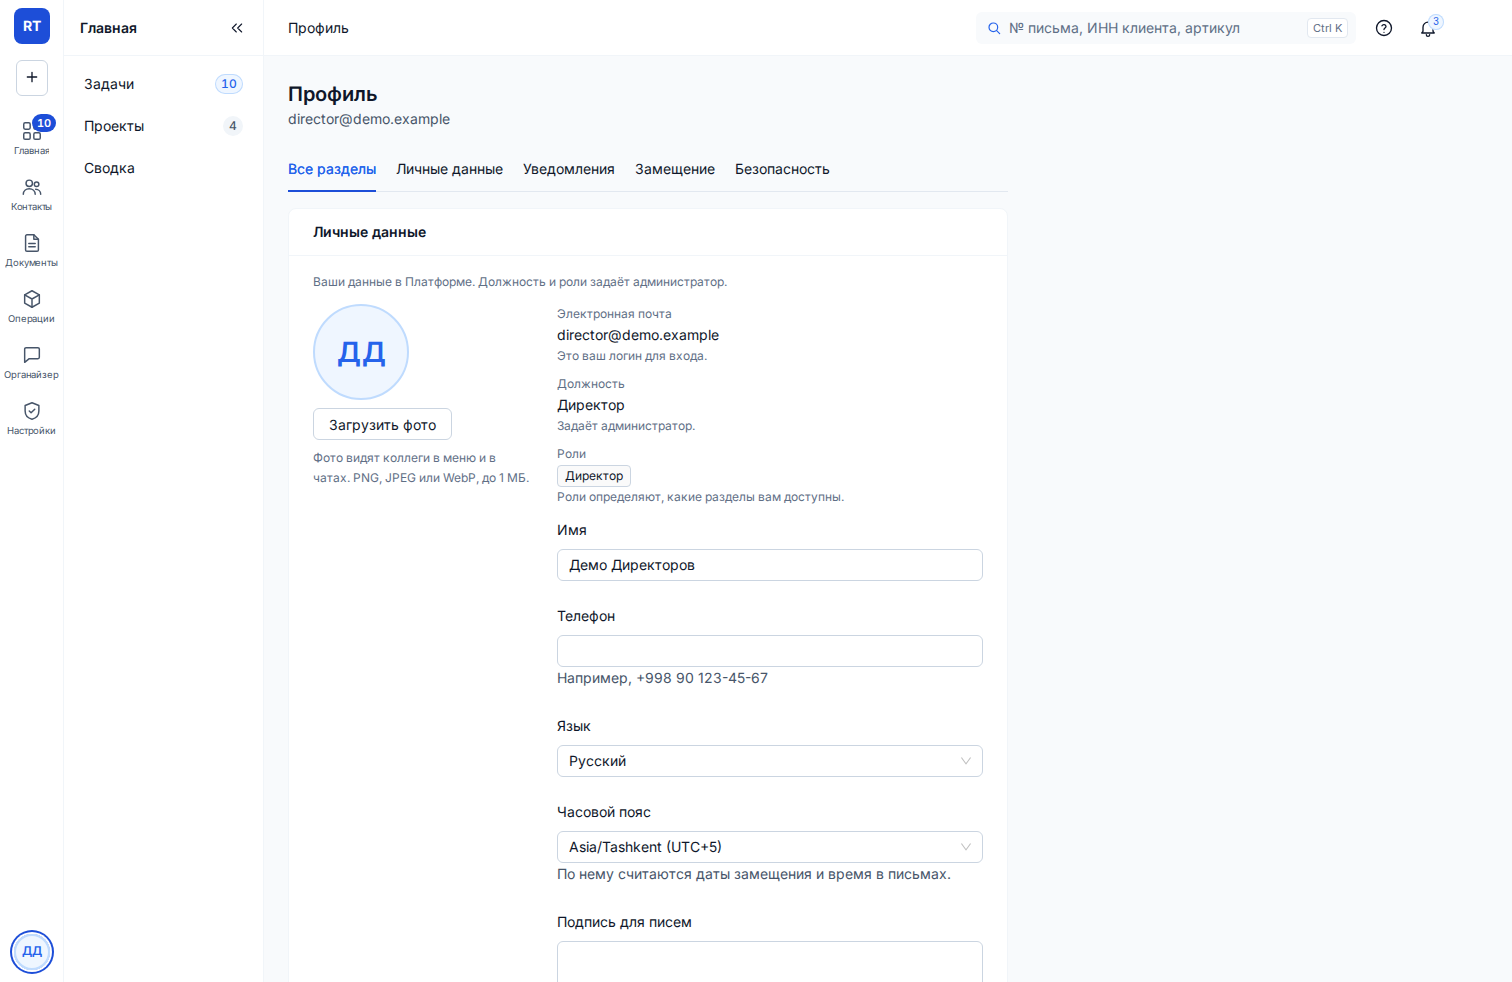 RT
Главная
Профиль
№ письма, ИНН клиента, артикул
Ctrl K
3
+
Задачи
10
Проекты
4
Сводка
10
Главная
Контакты
Документы
Операции
Органайзер
Настройки
ДД
Профиль
director@demo.example
Все разделы
Личные данные
Уведомления
Замещение
Безопасность
Личные данные
Ваши данные в Платформе. Должность и роли задаёт администратор.
ДД
Загрузить фото
Фото видят коллеги в меню и в
чатах. PNG, JPEG или WebP, до 1 МБ.
Электронная почта
director@demo.example
Это ваш логин для входа.
Должность
Директор
Задаёт администратор.
Роли
Директор
Роли определяют, какие разделы вам доступны.
Имя
Демо Директоров
Телефон
Например, +998 90 123-45-67
Язык
Русский
Часовой пояс
Asia/Tashkent (UTC+5)
По нему считаются даты замещения и время в письмах.
Подпись для писем